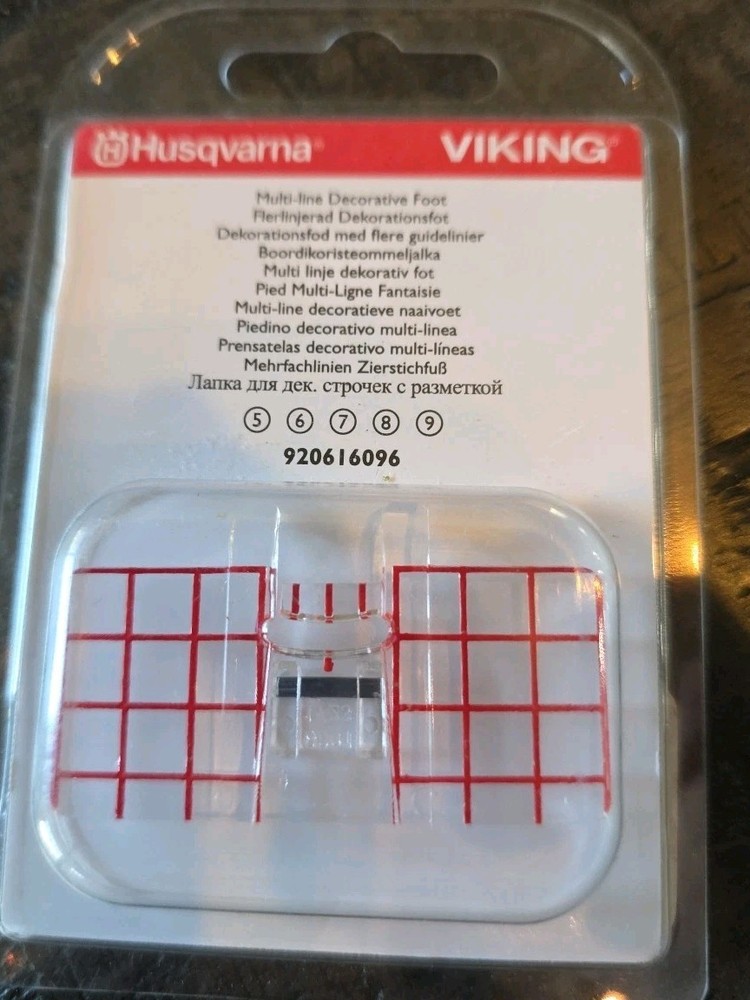 Husqvarna VIKING
Multi-line Decorative Foot
Flerlinjerad Dekorationsfot
Dekorationsfod med flere guidelinier
Boordikoristeommeljalka
Multi linje dekorativ fot
Pied Multi-Ligne Fantaisie
Multi-line decoratieve naaivoet
Piedino decorativo multi-linea
Prensatelas decorativo multi-líneas
Mehrfachlinien Zierstichfuß
Лапка для дек. строчек с разметкой
5 6 7 8 9
920616096